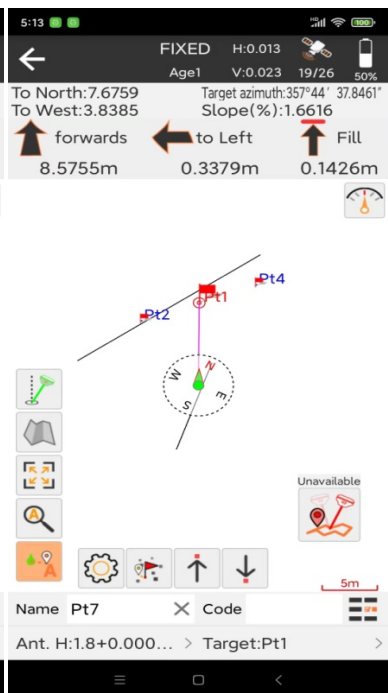 5:13 100
FIXED H:0.013
Age1 V:0.023 19/26 50%
To North:7.6759 Target azimuth:357°44′ 37.8461″
To West:3.8385 Slope(%):1.6616
forwards to Left Fill
8.5755m 0.3379m 0.1426m
Pt4
Pt1
Pt2
N
W
E
S
Unavailable
A
A
5m
Name Pt7 Code
Ant. H:1.8+0.000... > Target:Pt1 >